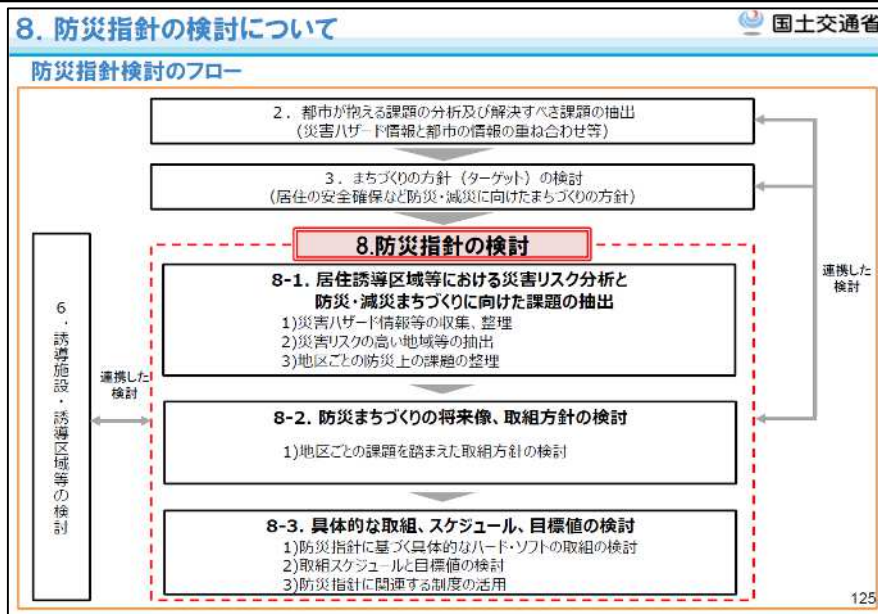 8. 防災指針の検討について
国土交通省
防災指針検討のフロー
2．都市が抱える課題の分析及び解決すべき課題の抽出
(災害ハザード情報と都市の情報の重ね合わせ等)
3．まちづくりの方針（ターゲット）の検討
(居住の安全確保など防災・減災に向けたまちづくりの方針)
8.防災指針の検討
8-1. 居住誘導区域等における災害リスク分析と
防災・減災まちづくりに向けた課題の抽出
1)災害ハザード情報等の収集、整理
2)災害リスクの高い地域等の抽出
3)地区ごとの防災上の課題の整理
8-2. 防災まちづくりの将来像、取組方針の検討
1)地区ごとの課題を踏まえた取組方針の検討
8-3. 具体的な取組、スケジュール、目標値の検討
1)防災指針に基づく具体的なハード・ソフトの取組の検討
2)取組スケジュールと目標値の検討
3)防災指針に関連する制度の活用
6．誘導施設・誘導区域等の検討
連携した
検討
連携した
検討
125